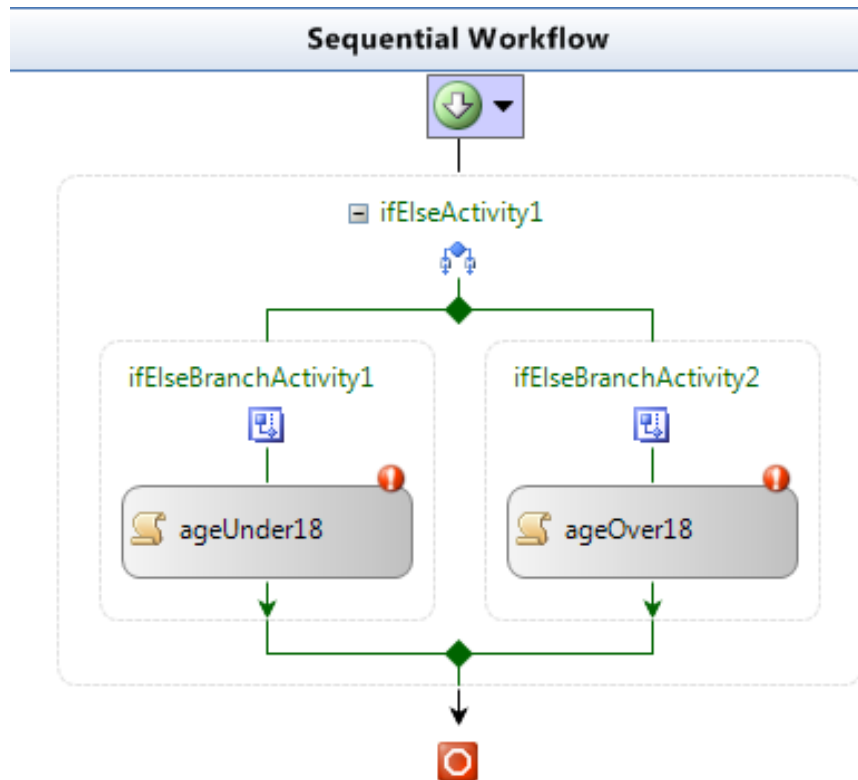 Sequential Workflow
ifElseActivity1
ifElseBranchActivity1
ifElseBranchActivity2
ageUnder18
ageOver18